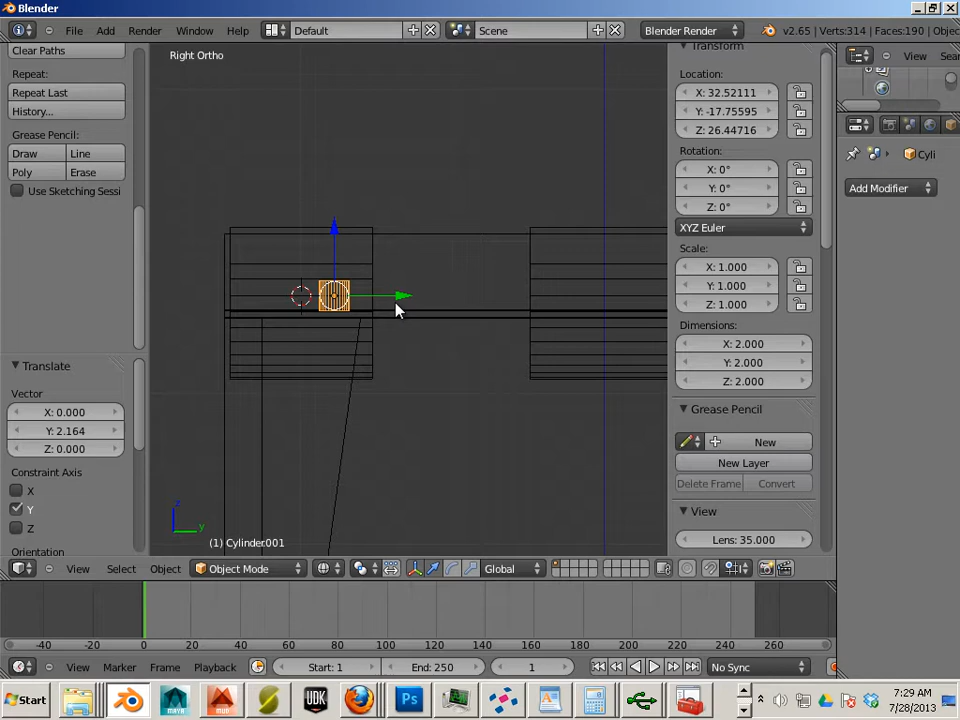 Blender
File Add Render Window Help Default Scene Blender Render v2.65 | Verts:314 | Faces:190 | Objec
Clear Paths
Repeat:
Repeat Last
History...
Grease Pencil:
Draw Line
Poly Erase
Use Sketching Sessi
Translate
Vector
X: 0.000
Y: 2.164
Z: 0.000
Constraint Axis
X
Y
Z
Orientation
Right Ortho
z
y
(1) Cylinder.001
Transform
Location:
X: 32.52111
Y: -17.75595
Z: 26.44716
Rotation:
X: 0°
Y: 0°
Z: 0°
XYZ Euler
Scale:
X: 1.000
Y: 1.000
Z: 1.000
Dimensions:
X: 2.000
Y: 2.000
Z: 2.000
Grease Pencil
New
New Layer
Delete Frame Convert
View
Lens: 35.000
View Sear
Cyli
Add Modifier
View Select Object Object Mode Global
-40 -20 0 20 40 60 80 100 120 140 160 180 200 220 240 260 280
View Marker Frame Playback Start: 1 End: 250 1 No Sync
Start MAYA MUD UDK Ps
7:29 AM
7/28/2013